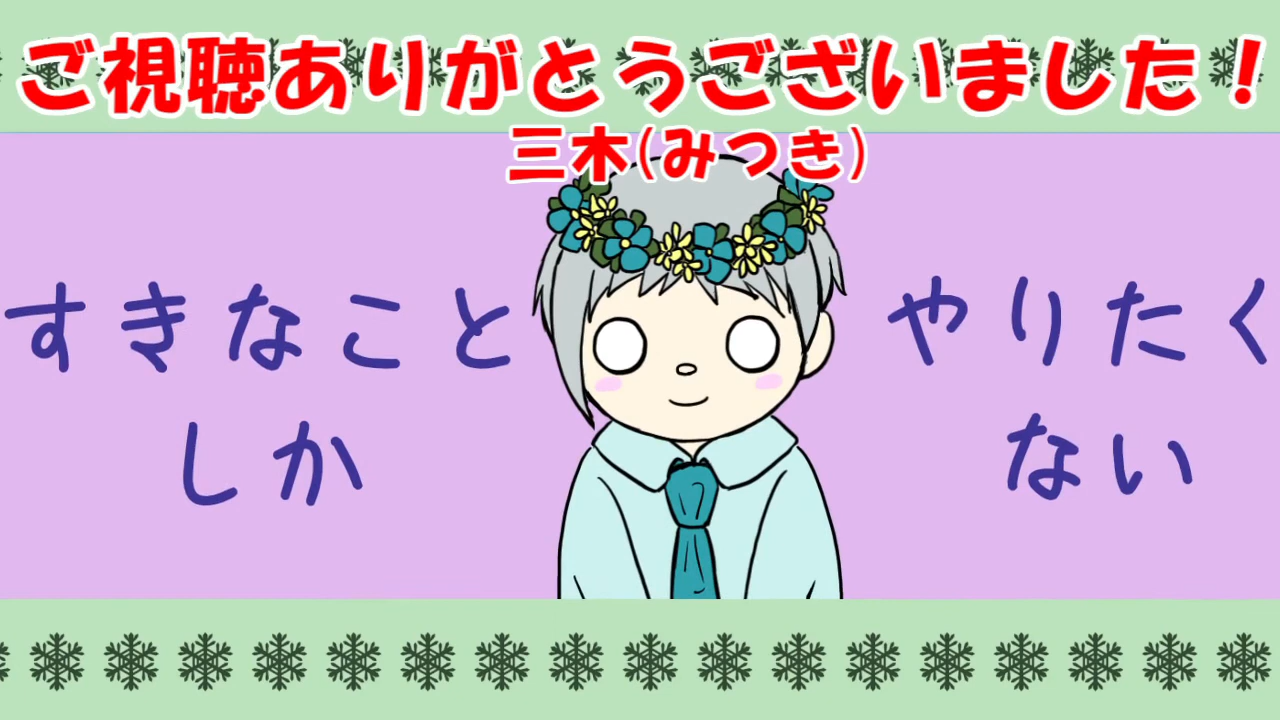 ご視聴ありがとうございました!
三木(みつき)
すきなこと
しか
やりたく
ない